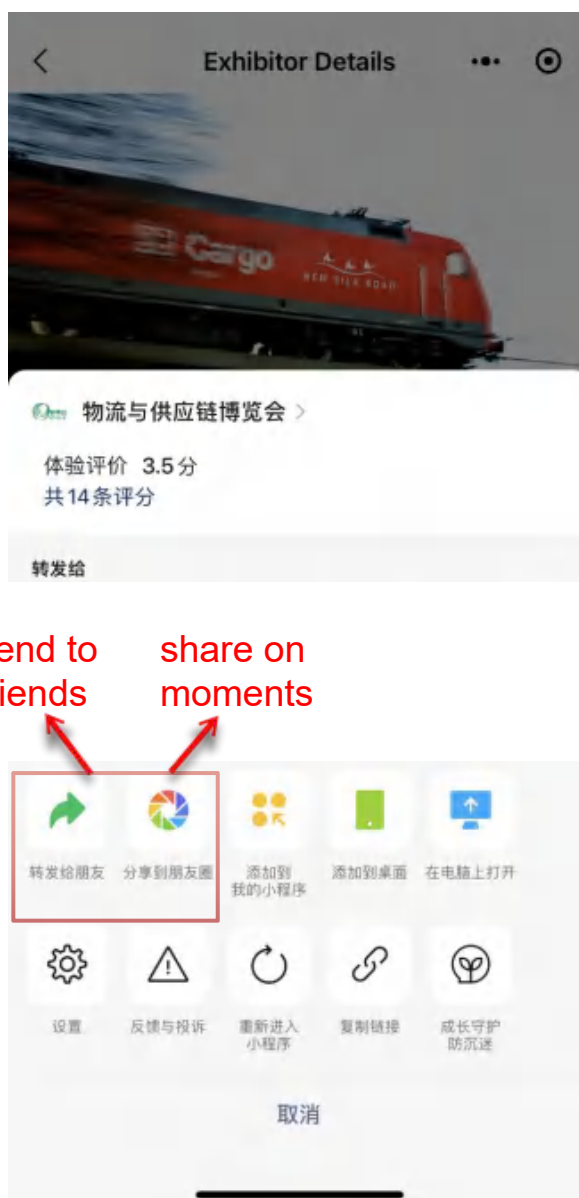 Exhibitor Details
Cargo
NEW SILK ROAD
物流与供应链博览会
体验评价 3.5分
共14条评分
转发给
end to share on
iends moments
转发给朋友 分享到朋友圈 添加到 添加到桌面 在电脑上打开
我的小程序
设置 反馈与投诉 重新进入 复制链接 成长守护
小程序 防沉迷
取消